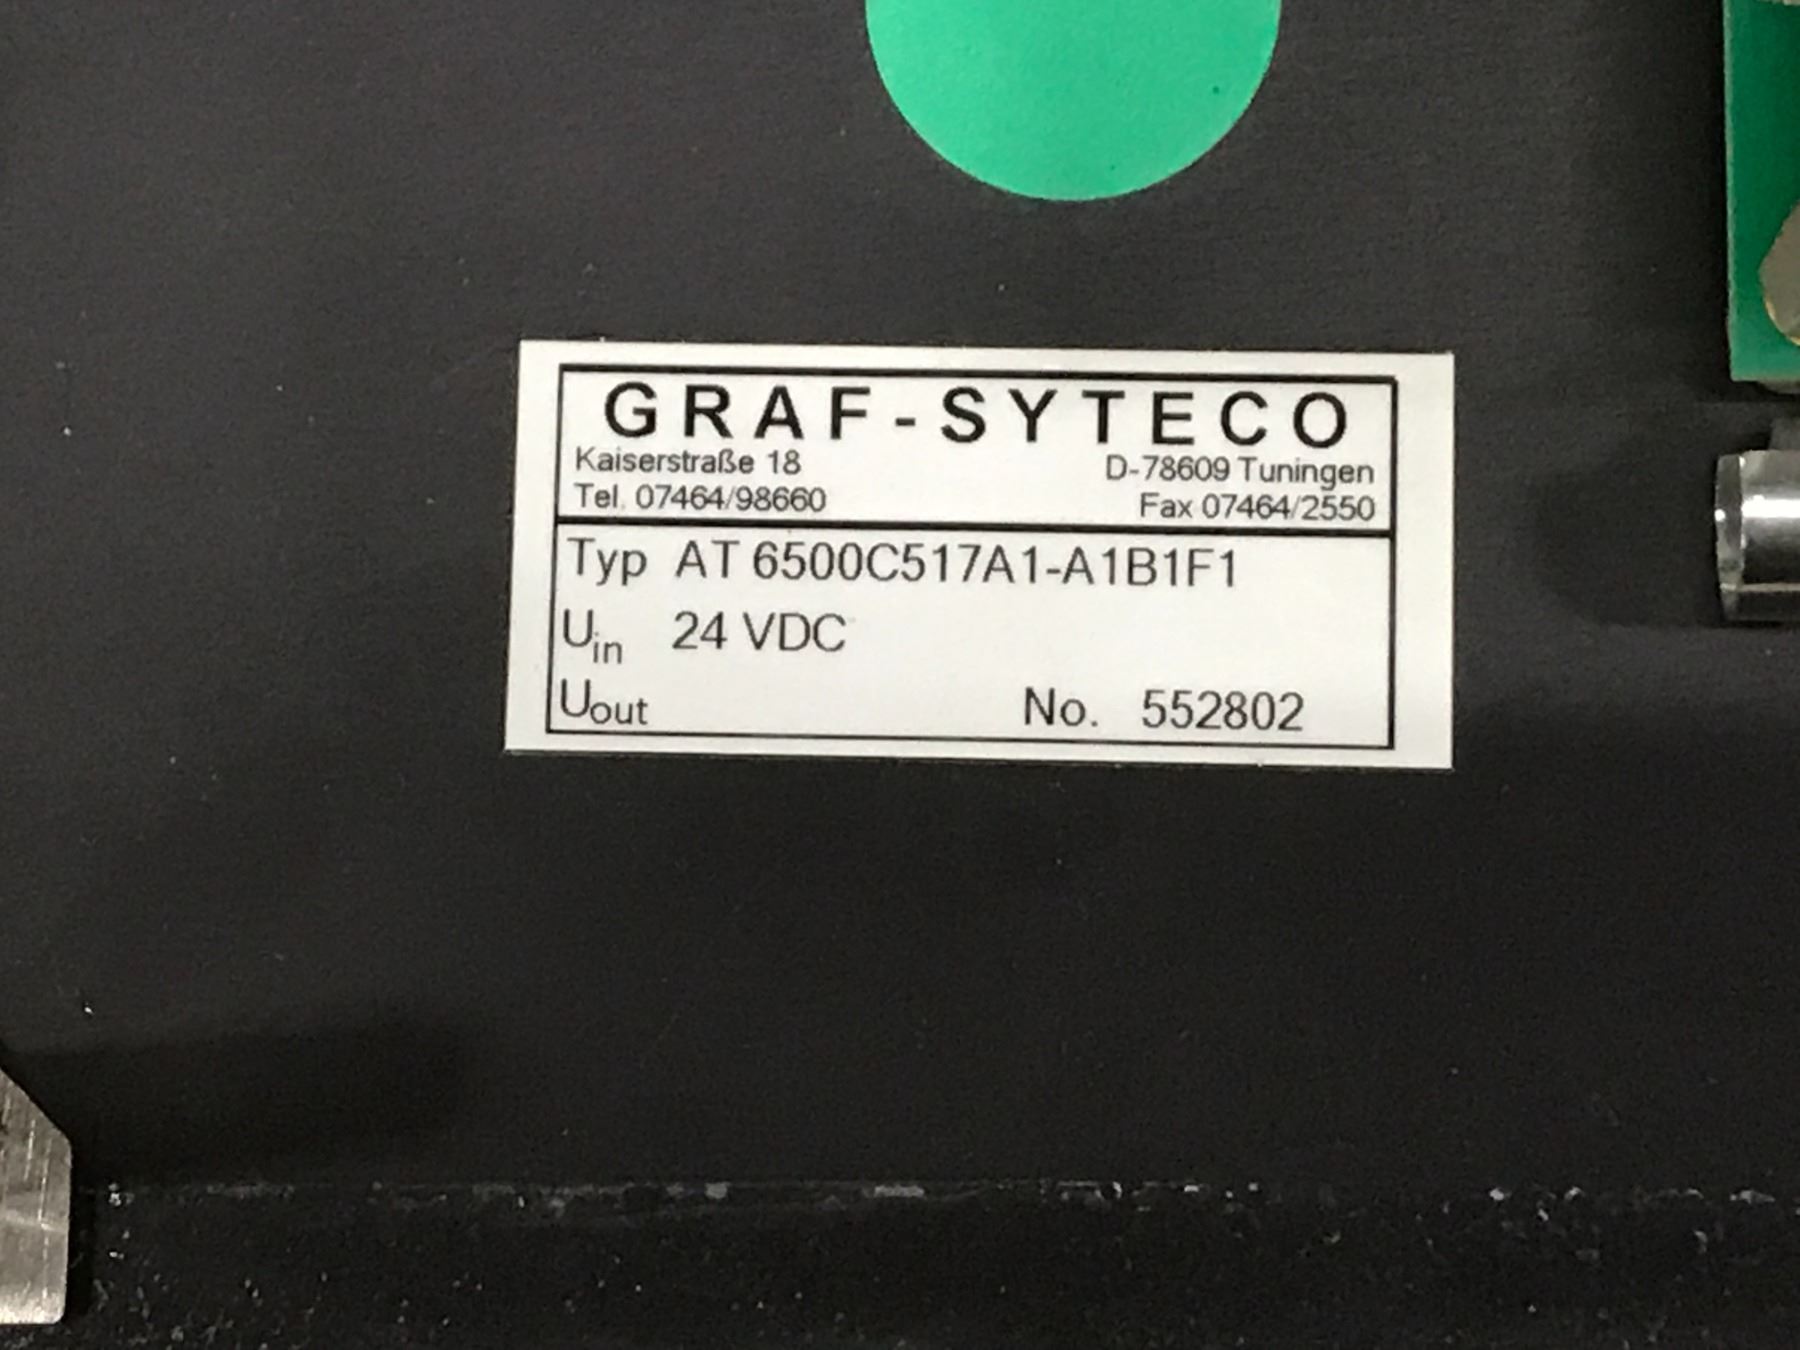 GRAF-SYTECO
Kaiserstraße 18 D-78609 Tuningen
Tel. 07464/98660 Fax 07464/2550
Typ AT 6500C517A1-A1B1F1
Uin 24 VDC
Uout No. 552802